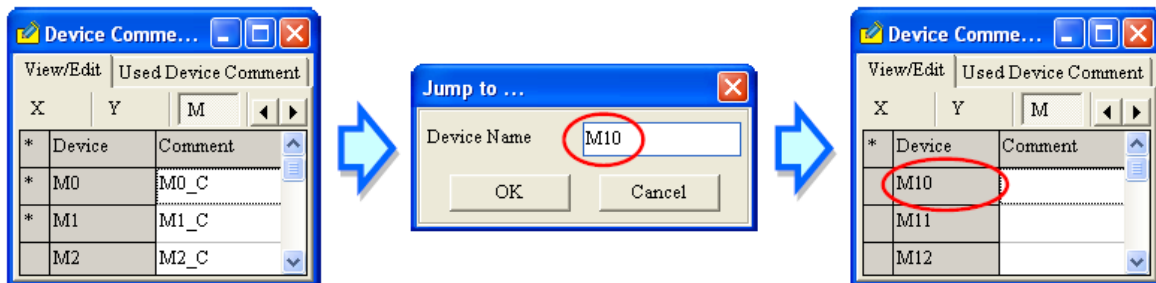 Device Comme...
View/Edit Used Device Comment
X Y M
* Device Comment
* M0 M0_C
* M1 M1_C
M2 M2_C
Jump to ...
Device Name M10
OK Cancel
Device Comme...
View/Edit Used Device Comment
X Y M
* Device Comment
M10
M11
M12